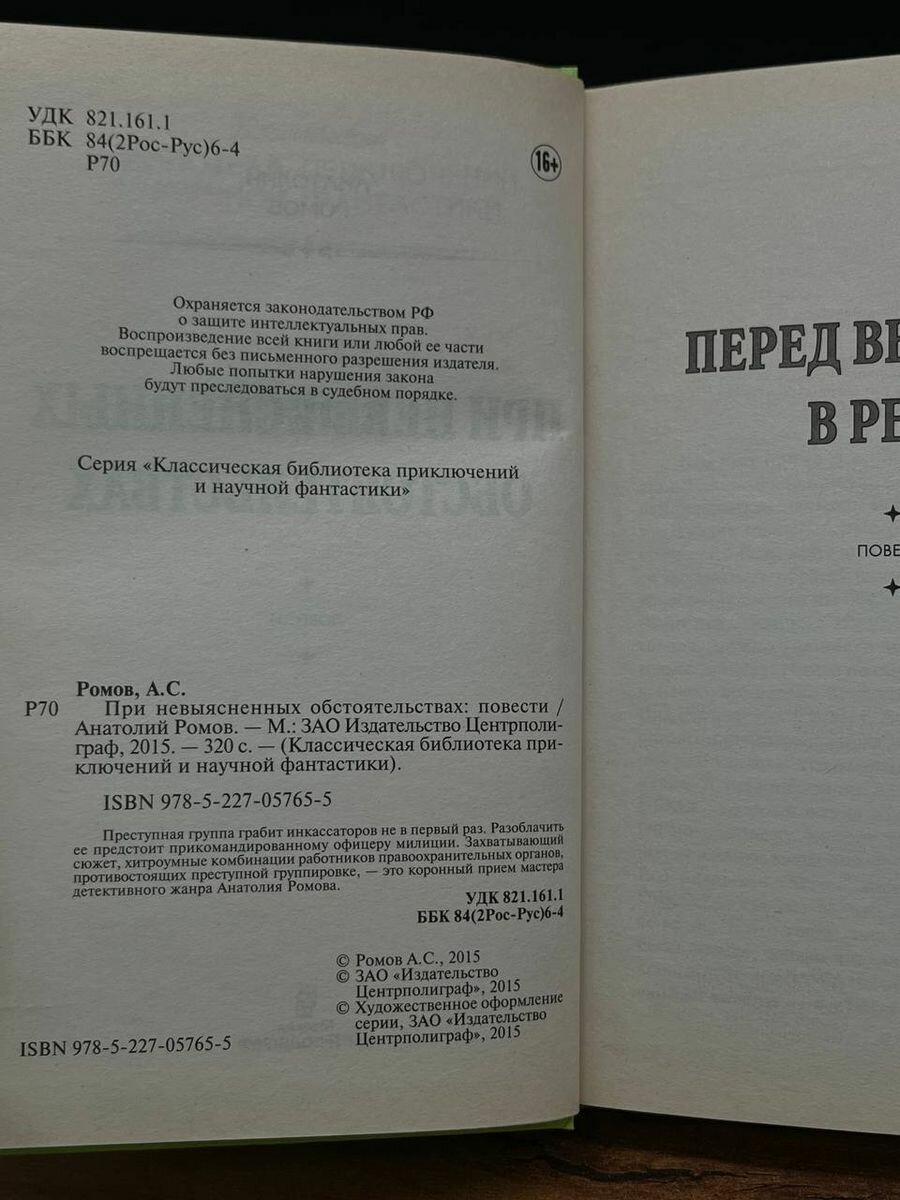 УДК 821.161.1
ББК 84(2Рос-Рус)6-4
Р70
16+
Охраняется законодательством РФ
о защите интеллектуальных прав.
Воспроизведение всей книги или любой ее части
воспрещается без письменного разрешения издателя.
Любые попытки нарушения закона
будут преследоваться в судебном порядке.
Серия «Классическая библиотека приключений
и научной фантастики»
Ромов, А.С.
Р70 При невыясненных обстоятельствах: повести /
Анатолий Ромов. — М.: ЗАО Издательство Центрполи-
граф, 2015. — 320 с. — (Классическая библиотека при-
ключений и научной фантастики).
ISBN 978-5-227-05765-5
Преступная группа грабит инкассаторов не в первый раз. Разоблачить
ее предстоит прикомандированному офицеру милиции. Захватывающий
сюжет, хитроумные комбинации работников правоохранительных органов,
противостоящих преступной группировке, — это коронный прием мастера
детективного жанра Анатолия Ромова.
УДК 821.161.1
ББК 84(2Рос-Рус)6-4
© Ромов А.С., 2015
© ЗАО «Издательство
Центрполиграф», 2015
© Художественное оформление
серии, ЗАО «Издательство
Центрполиграф», 2015
ISBN 978-5-227-05765-5
ПЕРЕД ВЕ
В РЕ
ПОВЕ